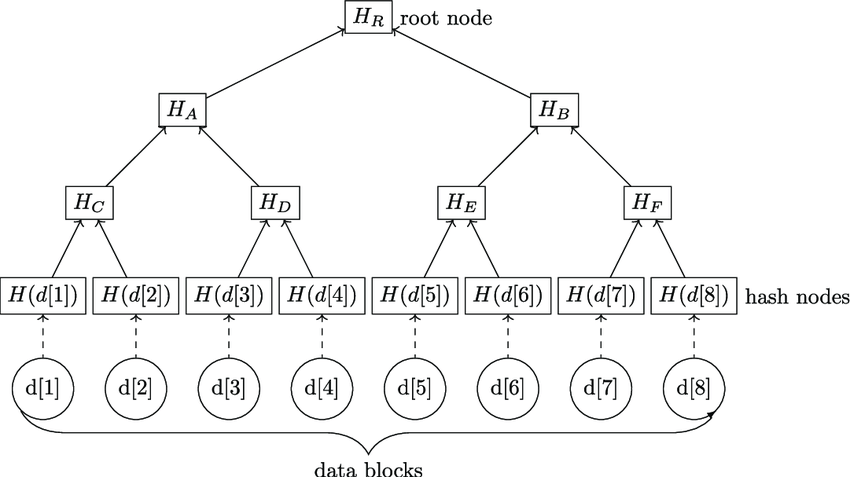 H_R root node
H_A H_B
H_C H_D H_E H_F
H(d[1]) H(d[2]) H(d[3]) H(d[4]) H(d[5]) H(d[6]) H(d[7]) H(d[8]) hash nodes
d[1] d[2] d[3] d[4] d[5] d[6] d[7] d[8]
data blocks